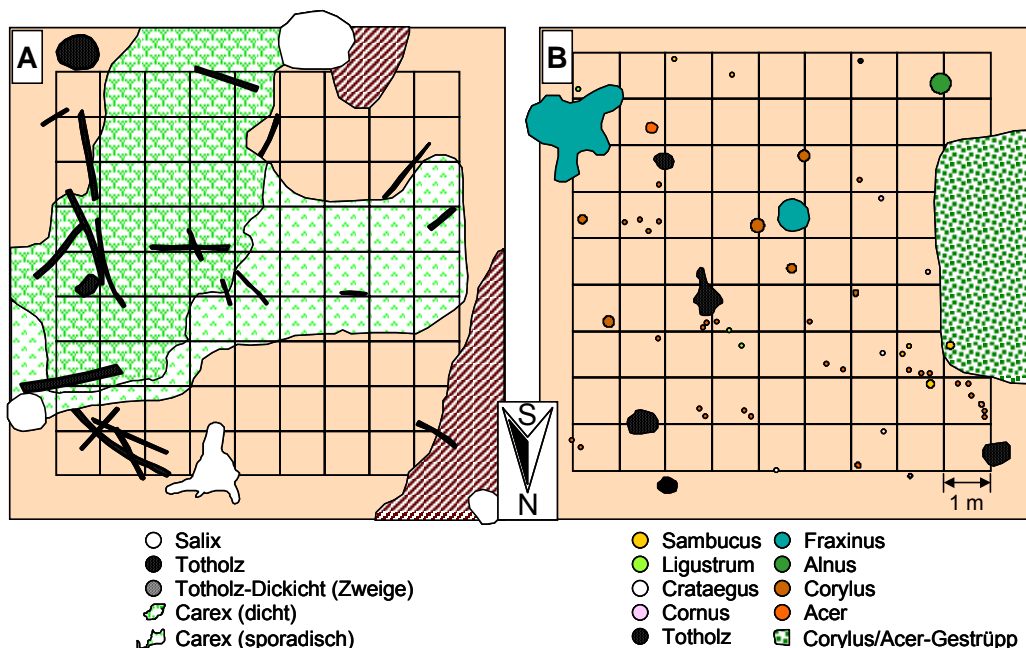 A
B
S
N
1 m
Salix
Totholz
Totholz-Dickicht (Zweige)
Carex (dicht)
Carex (sporadisch)
Sambucus
Fraxinus
Ligustrum
Alnus
Crataegus
Corylus
Cornus
Acer
Totholz
Corylus/Acer-Gestrüpp